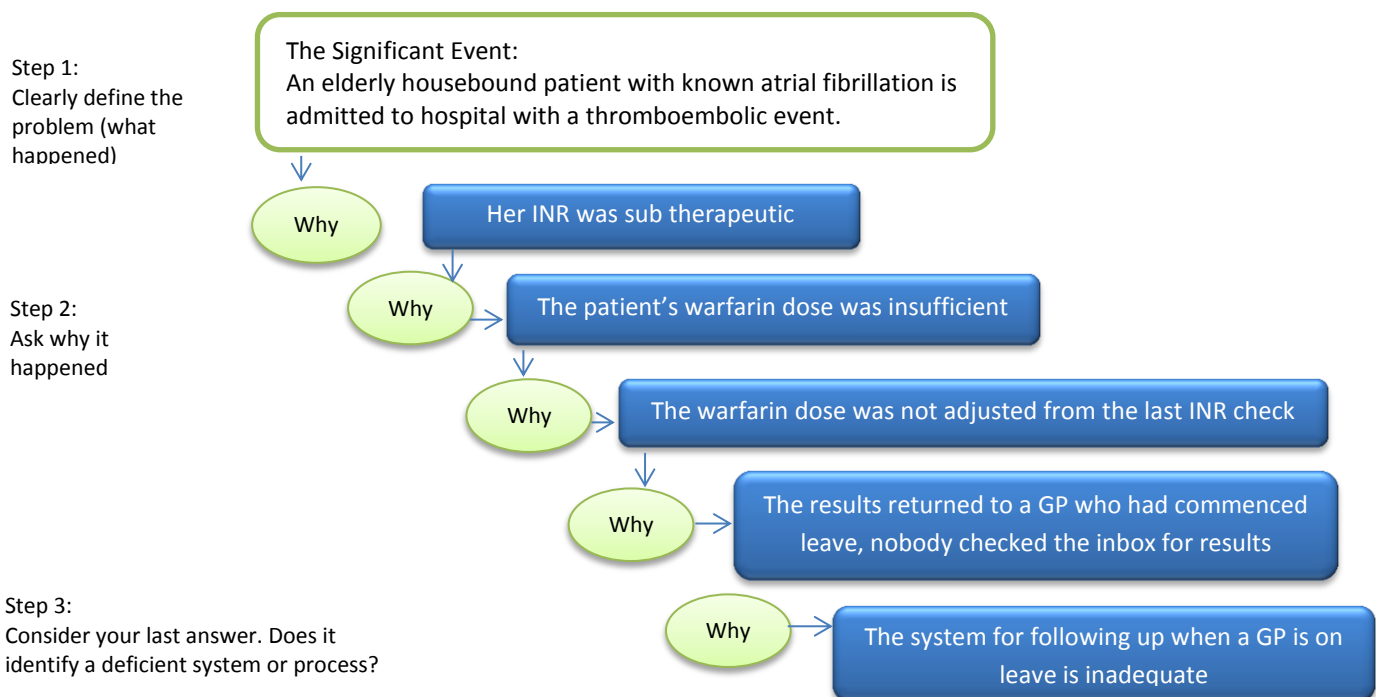 Step 1:
Clearly define the
problem (what
happened)
The Significant Event:
An elderly housebound patient with known atrial fibrillation is
admitted to hospital with a thromboembolic event.
Why
Her INR was sub therapeutic
Step 2:
Ask why it
happened
Why
The patient’s warfarin dose was insufficient
Why
The warfarin dose was not adjusted from the last INR check
Why
The results returned to a GP who had commenced
leave, nobody checked the inbox for results
Step 3:
Consider your last answer. Does it
identify a deficient system or process?
Why
The system for following up when a GP is on
leave is inadequate